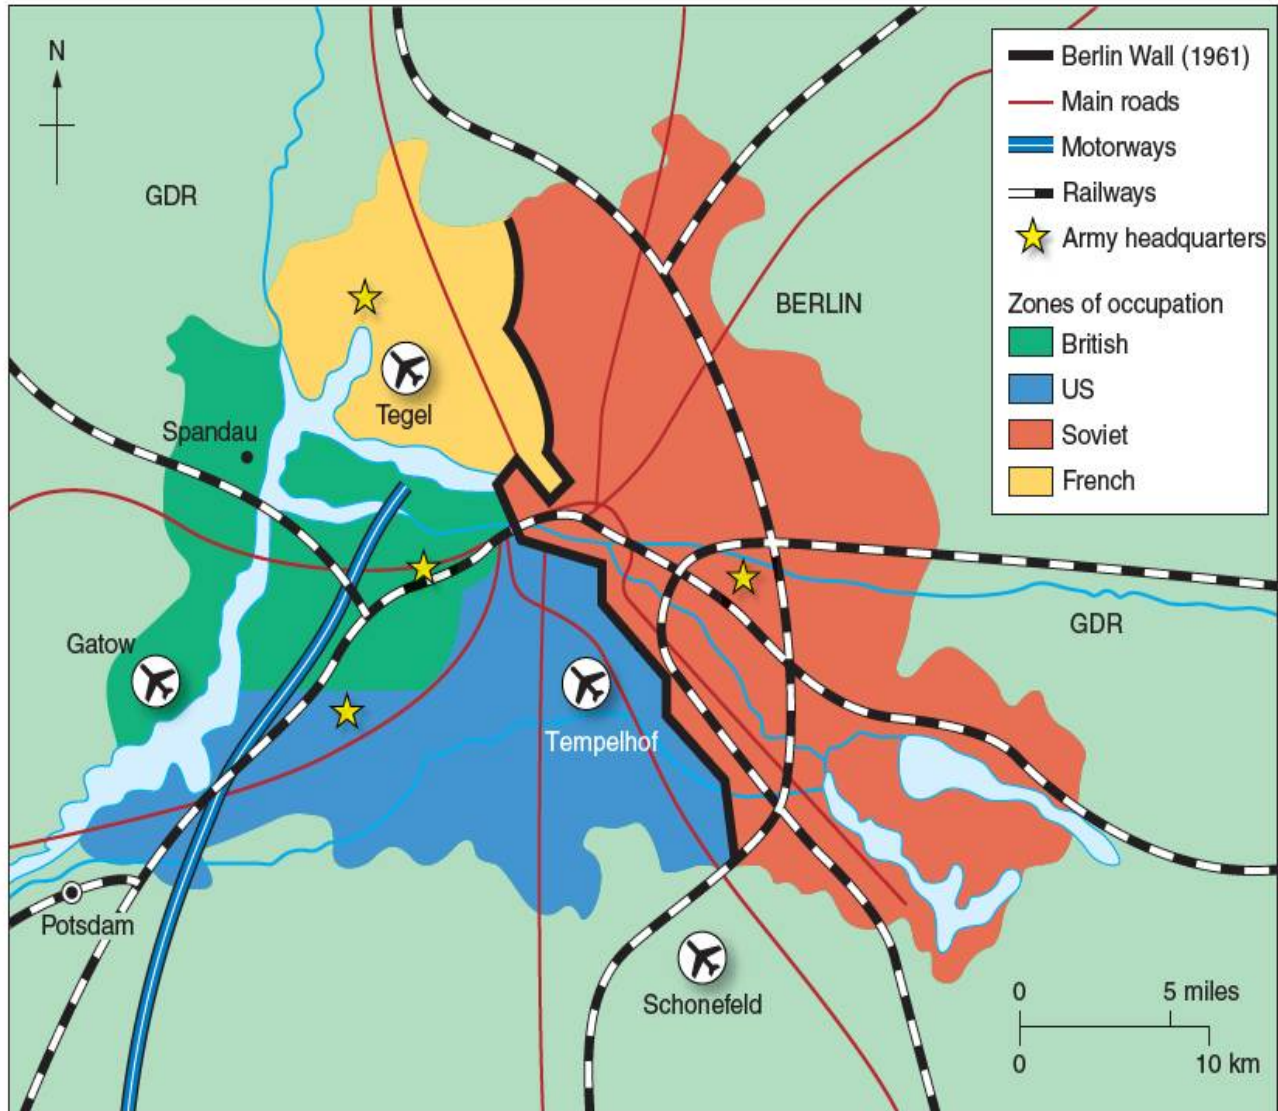 N
GDR
BERLIN
Spandau
Tegel
Gatow
GDR
Tempelhof
Potsdam
Schonefeld
Berlin Wall (1961)
Main roads
Motorways
Railways
Army headquarters
Zones of occupation
British
US
Soviet
French
0 5 miles
0 10 km